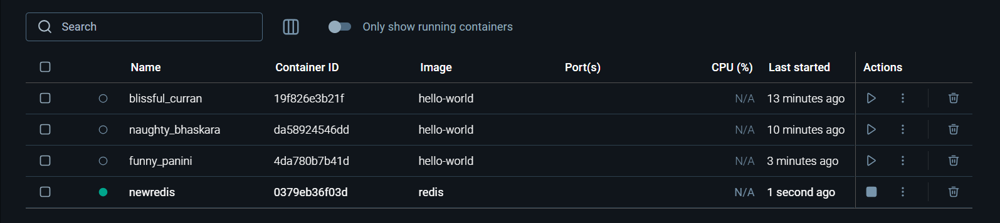 Search Only show running containers
Name Container ID Image Port(s) CPU (%) Last started Actions
blissful_curran 19f826e3b21f hello-world N/A 13 minutes ago
naughty_bhaskara da58924546dd hello-world N/A 10 minutes ago
funny_panini 4da780b7b41d hello-world N/A 3 minutes ago
newredis 0379eb36f03d redis N/A 1 second ago